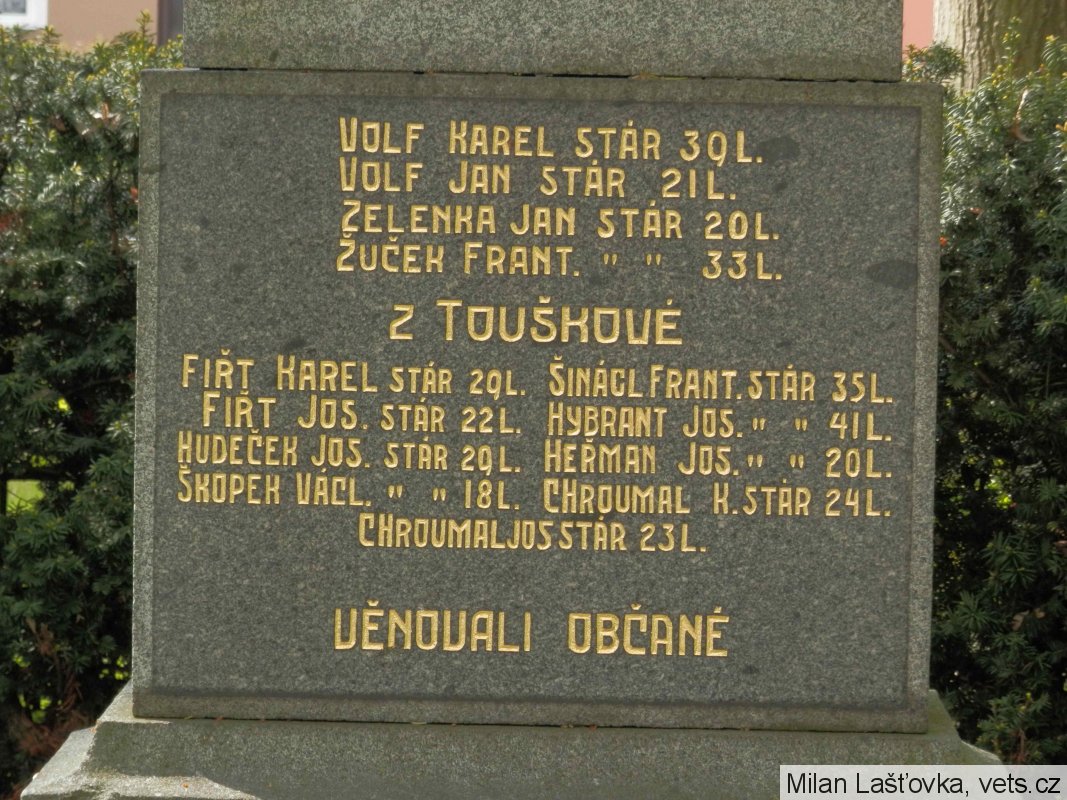 VOLF KAREL STÁR 39L.
VOLF JAN STÁR 21L.
ZELENKA JAN STÁR 20L.
ŽUČEK FRANT. " " 33L.
Z TOUŠKOVÉ
FIŘT KAREL STÁR 29L. ŠINÁGL FRANT. STÁR 35L.
FIŘT JOS. STÁR 22L. HYBRANT JOS. " " 41L.
HUDEČEK JOS. STÁR 29L. HEŘMAN JOS. " " 20L.
ŠKOPEK VÁCL. " " 18L. CHROUMAL K. STÁR 24L.
CHROUMAL JOS STÁR 23L.
VĚNOVALI OBČANÉ
Milan Lašťovka, vets.cz